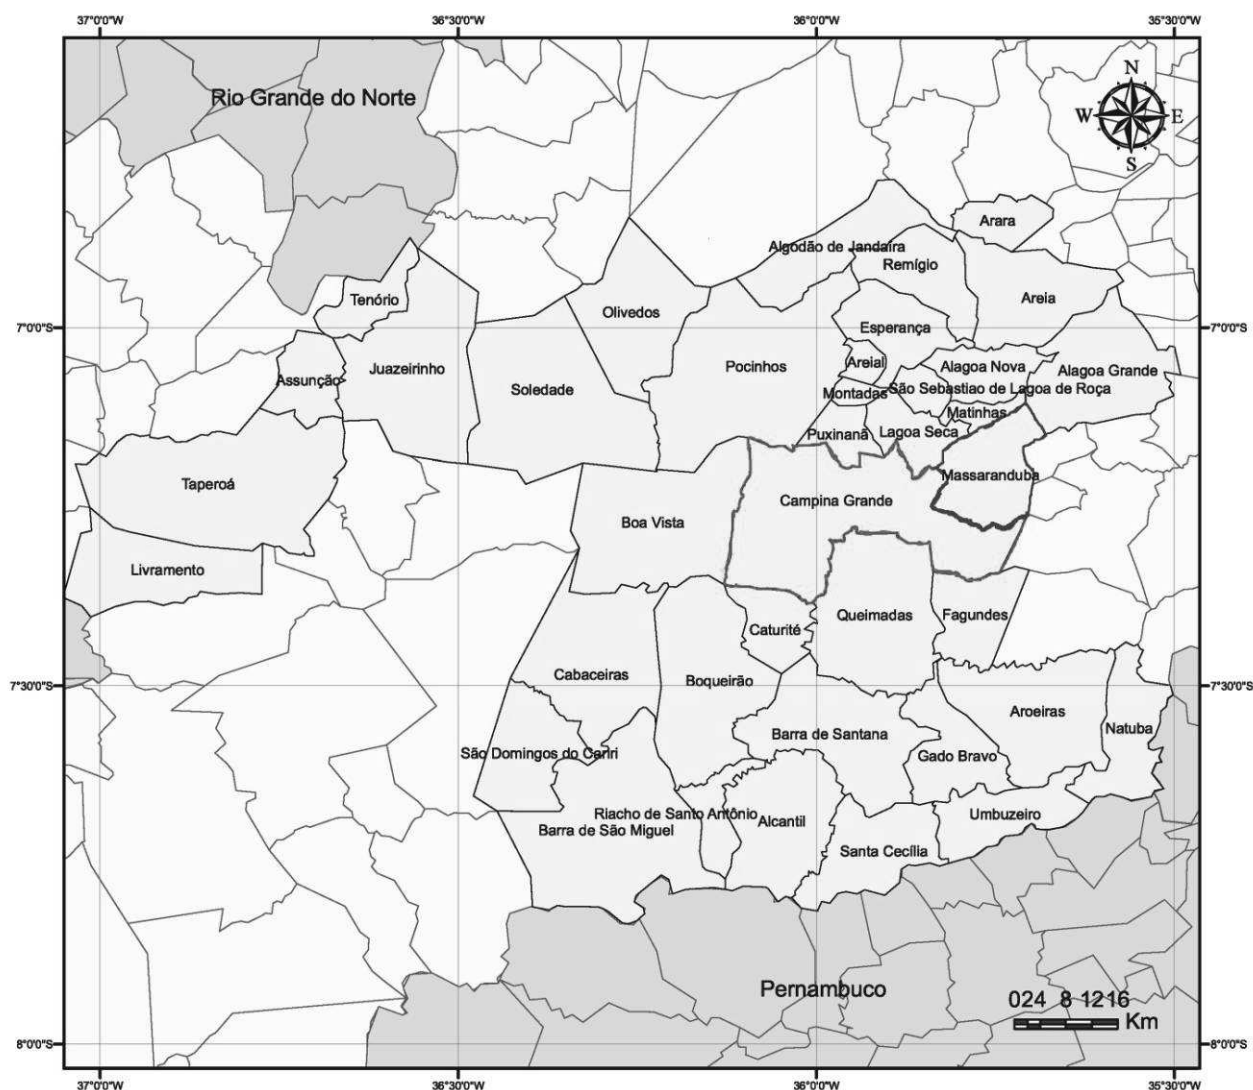 37°0'0"W 36°30'0"W 36°0'0"W 35°30'0"W
Rio Grande do Norte
N
W E
S
Arara
Algodão de Jandaíra
Remígio
Tenório
Areia
Olivedos
7°0'0"S 7°0'0"S
Esperança
Areial
Alagoa Nova
Juazeirinho
Pocinhos
Alagoa Grande
Assunção
Soledade
São Sebastiao de Lagoa de Roça
Montadas
Matinhas
Puxinanã
Lagoa Seca
Massaranduba
Taperoá
Campina Grande
Boa Vista
Livramento
Queimadas
Fagundes
Caturité
Cabaceiras
Boqueirão
7°30'0"S 7°30'0"S
Aroeiras
Natuba
Barra de Santana
São Domingos do Cariri
Gado Bravo
Riacho de Santo Antônio
Umbuzeiro
Alcantil
Barra de São Miguel
Santa Cecília
Pernambuco
024 8 1216
Km
8°0'0"S 8°0'0"S
37°0'0"W 36°30'0"W 36°0'0"W 35°30'0"W